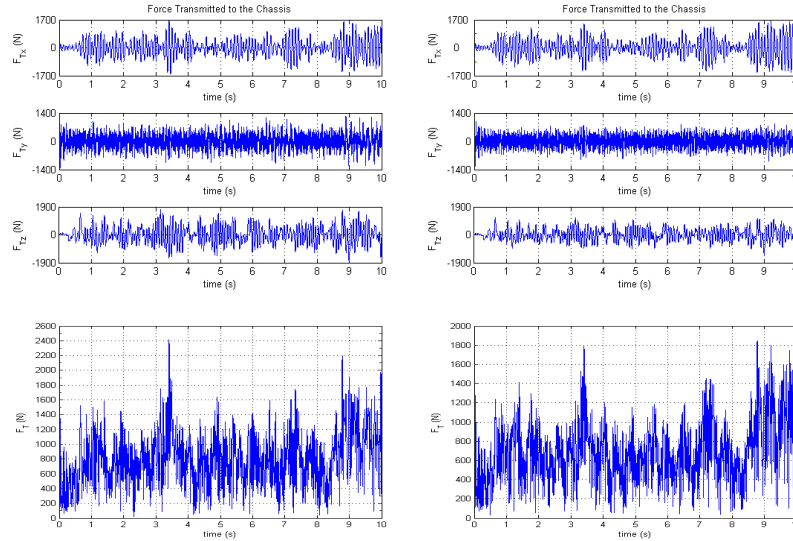 Force Transmitted to the Chassis
1700
0
-1700
F_Tx (N)
0 1 2 3 4 5 6 7 8 9 10
time (s)
1400
0
-1400
F_Ty (N)
0 1 2 3 4 5 6 7 8 9 10
time (s)
1900
0
-1900
F_Tz (N)
0 1 2 3 4 5 6 7 8 9 10
time (s)
2600
2400
2200
2000
1800
1600
1400
1200
1000
800
600
400
200
0
F_T (N)
0 1 2 3 4 5 6 7 8 9 10
time (s)
Force Transmitted to the Chassis
1700
0
-1700
F_Tx (N)
0 1 2 3 4 5 6 7 8 9 10
time (s)
1400
0
-1400
F_Ty (N)
0 1 2 3 4 5 6 7 8 9 10
time (s)
1900
0
-1900
F_Tz (N)
0 1 2 3 4 5 6 7 8 9 10
time (s)
2000
1800
1600
1400
1200
1000
800
600
400
200
0
F_T (N)
0 1 2 3 4 5 6 7 8 9 10
time (s)